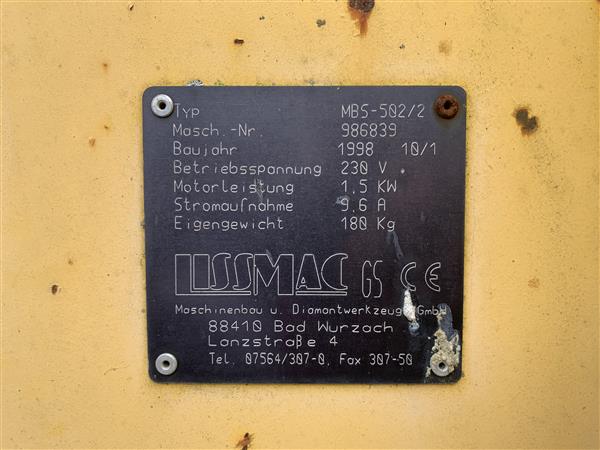 Typ MBS-502/2
Masch.-Nr. 986839
Baujahr 1998 10/1
Betriebsspannung 230 V
Motorleistung 1,5 KW
Stromaufnahme 9,6 A
Eigengewicht 180 Kg
LISSMAC GS CE
Maschinenbau u. Diamantwerkzeuge GmbH
88410 Bad Wurzach
Lanzstraße 4
Tel. 07564/307-0, Fax 307-50